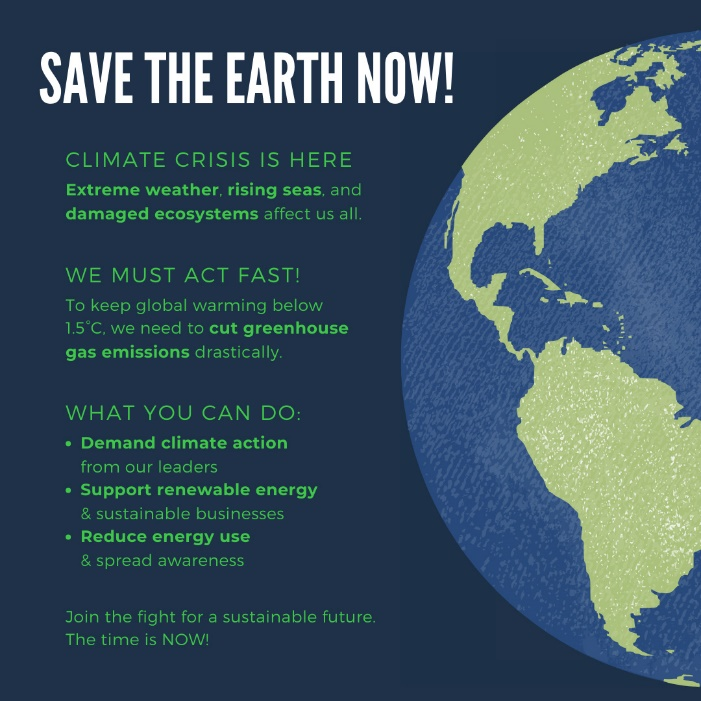 SAVE THE EARTH NOW!
CLIMATE CRISIS IS HERE
Extreme weather, rising seas, and
damaged ecosystems affect us all.
WE MUST ACT FAST!
To keep global warming below
1.5°C, we need to cut greenhouse
gas emissions drastically.
WHAT YOU CAN DO:
• Demand climate action
from our leaders
• Support renewable energy
& sustainable businesses
• Reduce energy use
& spread awareness
Join the fight for a sustainable future.
The time is NOW!